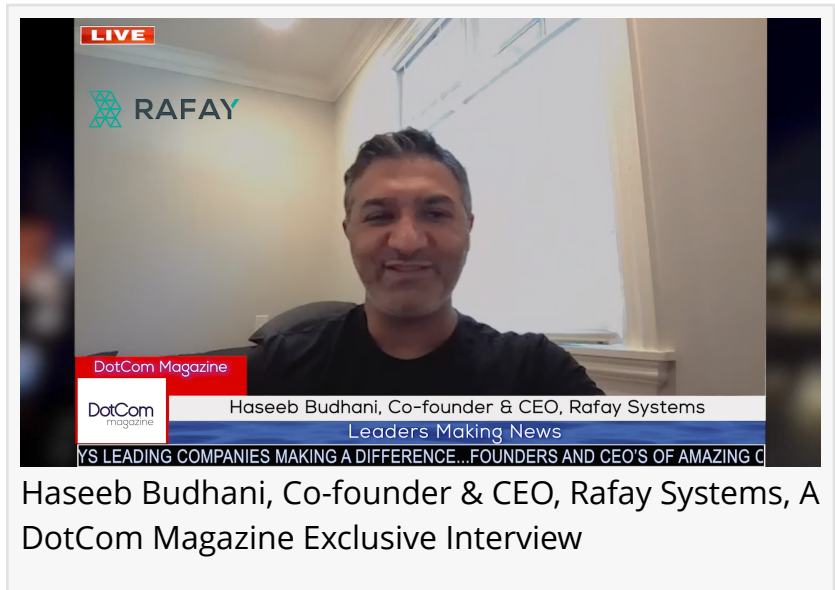 LIVE
RAFAY
DotCom Magazine
DotCom
magazine
Haseeb Budhani, Co-founder & CEO, Rafay Systems
Leaders Making News
YS LEADING COMPANIES MAKING A DIFFERENCE...FOUNDERS AND CEO'S OF AMAZING C
Haseeb Budhani, Co-founder & CEO, Rafay Systems, A
DotCom Magazine Exclusive Interview